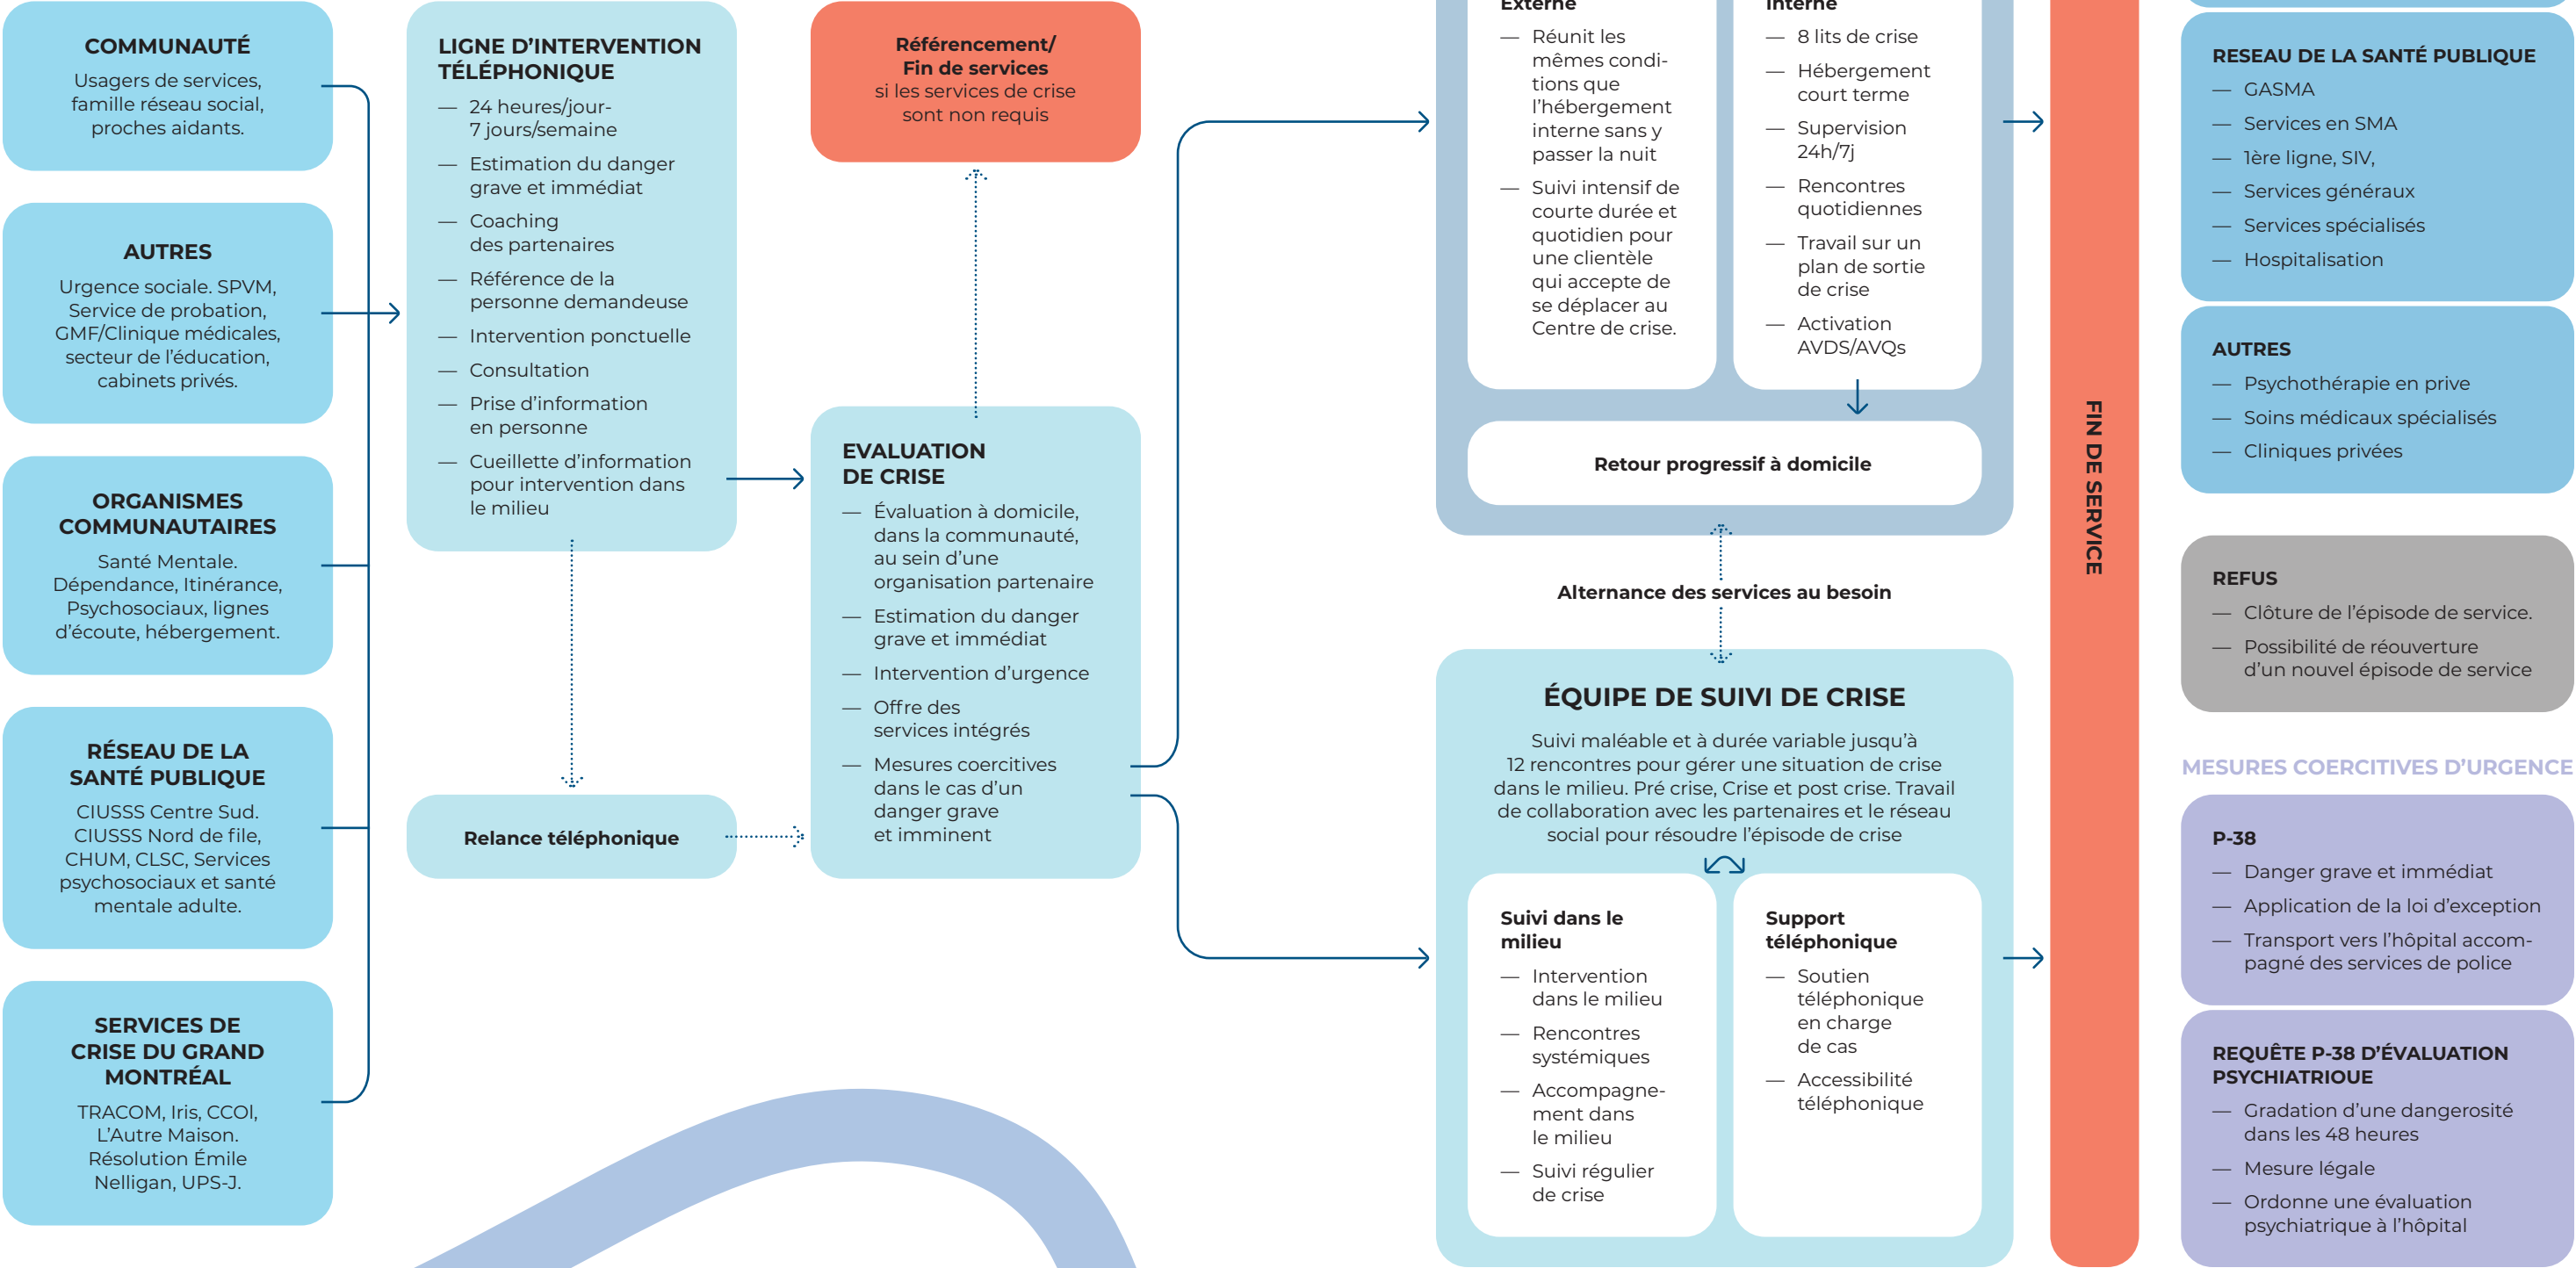 COMMUNAUTÉ
Usagers de services,
famille réseau social,
proches aidants.
AUTRES
Urgence sociale. SPVM,
Service de probation,
GMF/Clinique médicales,
secteur de l’éducation,
cabinets privés.
ORGANISMES
COMMUNAUTAIRES
Santé Mentale.
Dépendance, Itinérance,
Psychosociaux, lignes
d’écoute, hébergement.
RÉSEAU DE LA
SANTÉ PUBLIQUE
CIUSSS Centre Sud.
CIUSSS Nord de file,
CHUM, CLSC, Services
psychosociaux et santé
mentale adulte.
SERVICES DE
CRISE DU GRAND
MONTRÉAL
TRACOM, Iris, CCOI,
L’Autre Maison.
Résolution Émile
Nelligan, UPS-J.
LIGNE D’INTERVENTION
TÉLÉPHONIQUE
— 24 heures/jour-
7 jours/semaine
— Estimation du danger
grave et immédiat
— Coaching
des partenaires
— Référence de la
personne demandeuse
— Intervention ponctuelle
— Consultation
— Prise d’information
en personne
— Cueillette d’information
pour intervention dans
le milieu
Relance téléphonique
Référencement/
Fin de services
si les services de crise
sont non requis
EVALUATION
DE CRISE
— Évaluation à domicile,
dans la communauté,
au sein d’une
organisation partenaire
— Estimation du danger
grave et immédiat
— Intervention d’urgence
— Offre des
services intégrés
— Mesures coercitives
dans le cas d’un
danger grave
et imminent
Externe
— Réunit les
mêmes condi-
tions que
l’hébergement
interne sans y
passer la nuit
— Suivi intensif de
courte durée et
quotidien pour
une clientèle
qui accepte de
se déplacer au
Centre de crise.
Interne
— 8 lits de crise
— Hébergement
court terme
— Supervision
24h/7j
— Rencontres
quotidiennes
— Travail sur un
plan de sortie
de crise
— Activation
AVDS/AVQs
Retour progressif à domicile
Alternance des services au besoin
ÉQUIPE DE SUIVI DE CRISE
Suivi maléable et à durée variable jusqu’à
12 rencontres pour gérer une situation de crise
dans le milieu. Pré crise, Crise et post crise. Travail
de collaboration avec les partenaires et le réseau
social pour résoudre l’épisode de crise
Suivi dans le
milieu
— Intervention
dans le milieu
— Rencontres
systémiques
— Accompagne-
ment dans
le milieu
— Suivi régulier
de crise
Support
téléphonique
— Soutien
téléphonique
en charge
de cas
— Accessibilité
téléphonique
FIN DE SERVICE
RESEAU DE LA SANTÉ PUBLIQUE
— GASMA
— Services en SMA
— 1ère ligne, SIV,
— Services généraux
— Services spécialisés
— Hospitalisation
AUTRES
— Psychothérapie en prive
— Soins médicaux spécialisés
— Cliniques privées
REFUS
— Clôture de l’épisode de service.
— Possibilité de réouverture
d’un nouvel épisode de service
MESURES COERCITIVES D’URGENCE
P-38
— Danger grave et immédiat
— Application de la loi d’exception
— Transport vers l’hôpital accom-
pagné des services de police
REQUÊTE P-38 D’ÉVALUATION
PSYCHIATRIOUE
— Gradation d’une dangerosité
dans les 48 heures
— Mesure légale
— Ordonne une évaluation
psychiatrique à l’hôpital